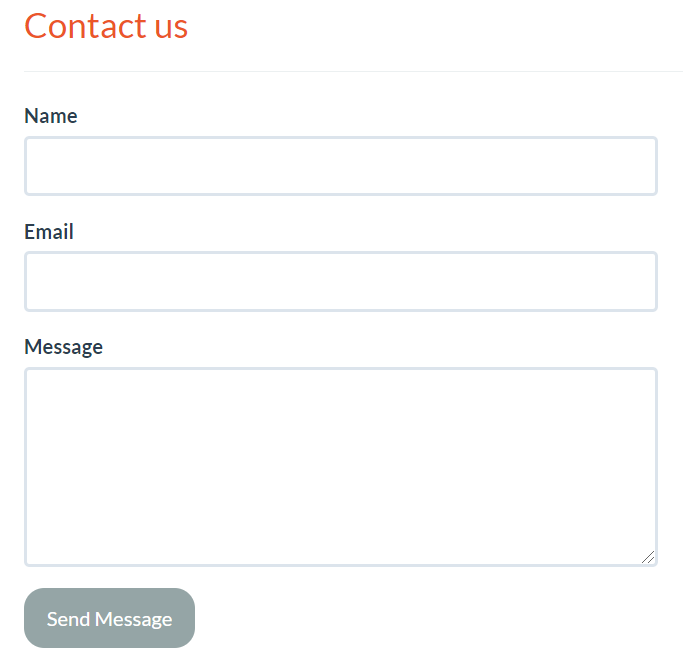 Contact us
Name
Email
Message
Send Message